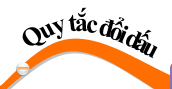 Quy tắc đổi dấu